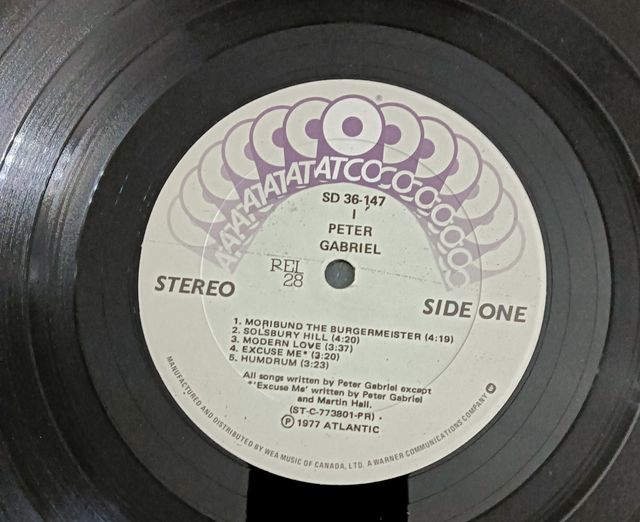 ATCO
SD 36-147
I
PETER
GABRIEL
REL
28
STEREO
SIDE ONE
1. MORIBUND THE BURGERMEISTER (4:19)
2. SOLSBURY HILL (4:20)
3. MODERN LOVE (3:37)
4. EXCUSE ME* (3:20)
5. HUMDRUM (3:23)
All songs written by Peter Gabriel except
*'Excuse Me' written by Peter Gabriel
and Martin Hall.
(ST-C-773801-PR)
Ⓟ 1977 ATLANTIC
MANUFACTURED AND DISTRIBUTED BY WEA MUSIC OF CANADA, LTD. A WARNER COMMUNICATIONS COMPANY